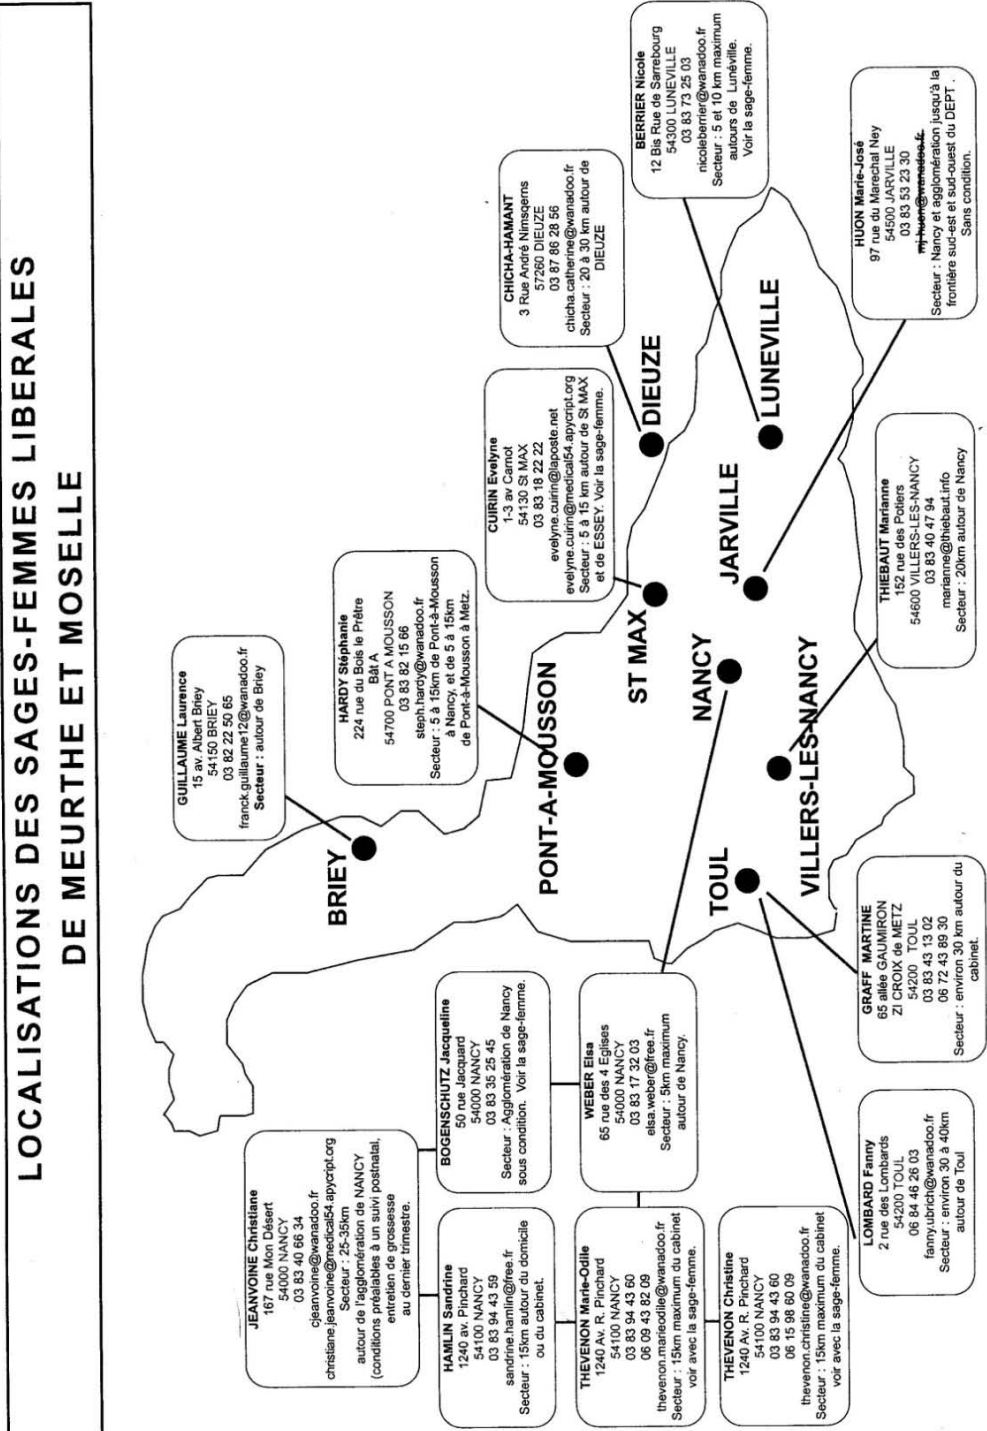 LOCALISATIONS DES SAGES-FEMMES LIBERALES
DE MEURTHE ET MOSELLE
JEANVOINE Christiane
167 rue Mon Désert
54000 NANCY
03 83 40 66 34
cjeanvoine@wanadoo.fr
christiane.jeanvoine@medical54.apycript.org
Secteur : 25-35km
autour de l'agglomération de NANCY
(conditions préalables à un suivi postnatal,
entretien de grossesse
au dernier trimestre.
HAMLIN Sandrine
1240 av. Pinchard
54100 NANCY
03 83 94 43 59
sandrine.hamlin@free.fr
Secteur : 15km autour du domicile
ou du cabinet.
THEVENON Marie-Odile
1240 Av. R. Pinchard
54100 NANCY
03 83 94 43 60
06 09 43 82 09
thevenon.marieodile@wanadoo.fr
Secteur : 15km maximum du cabinet
voir avec la sage-femme.
THEVENON Christine
1240 Av. R. Pinchard
54100 NANCY
03 83 94 43 60
06 15 98 60 09
thevenon.christine@wanadoo.fr
Secteur : 15km maximum du cabinet
voir avec la sage-femme.
BOGENSCHUTZ Jacqueline
50 rue Jacquard
54000 NANCY
03 83 35 25 45
Secteur : Agglomération de Nancy
sous condition. Voir la sage-femme.
WEBER Elsa
65 rue des 4 Eglises
54000 NANCY
03 83 17 32 03
elsa.weber@free.fr
Secteur : 5km maximum
autour de Nancy.
LOMBARD Fanny
2 rue des Lombards
54200 TOUL
06 84 46 26 03
fanny.ubrich@wanadoo.fr
Secteur : environ 30 à 40km
autour de Toul
GRAFF MARTINE
65 allée GAUMIRON
ZI CROIX de METZ
54200 TOUL
03 83 43 13 02
06 72 43 89 30
Secteur : environ 30 km autour du
cabinet.
GUILLAUME Laurence
15 av. Albert Briey
54150 BRIEY
03 82 22 50 65
franck.guillaume12@wanadoo.fr
Secteur : autour de Briey
HARDY Stéphanie
224 rue du Bois le Prêtre
Bât A
54700 PONT A MOUSSON
03 83 82 15 66
steph.hardy@wanadoo.fr
Secteur : 5 à 15km de Pont-à-Mousson
à Nancy, et de 5 à 15km
de Pont-à-Mousson à Metz.
CUIRIN Evelyne
1-3 av Carnot
54130 St MAX
03 83 18 22 22
evelyne.cuirin@laposte.net
evelyne.cuirin@medical54.apycript.org
Secteur : 5 à 15 km autour de St MAX
et de ESSEY. Voir la sage-femme.
CHICHA-HAMANT
3 Rue André Nimsqerns
57260 DIEUZE
03 87 86 28 56
chicha.catherine@wanadoo.fr
Secteur : 20 à 30 km autour de
DIEUZE
BERRIER Nicole
12 Bis Rue de Sarrebourg
54300 LUNEVILLE
03 83 73 25 03
nicoleberrier@wanadoo.fr
Secteur : 5 et 10 km maximum
autours de Lunéville.
Voir la sage-femme.
HUON Marie-José
97 rue du Marechal Ney
54500 JARVILLE
03 83 53 23 30
mj-huon@wanadoo.fr
Secteur : Nancy et agglomération jusqu'à la
frontière sud-est et sud-ouest du DEPT .
Sans condition.
THIEBAUT Marianne
152 rue des Potiers
54600 VILLERS-LES-NANCY
03 83 40 47 94
marianne@thiebaut.info
Secteur : 20km autour de Nancy
BRIEY
PONT-A-MOUSSON
ST MAX
DIEUZE
NANCY
JARVILLE
LUNEVILLE
TOUL
VILLERS-LES-NANCY